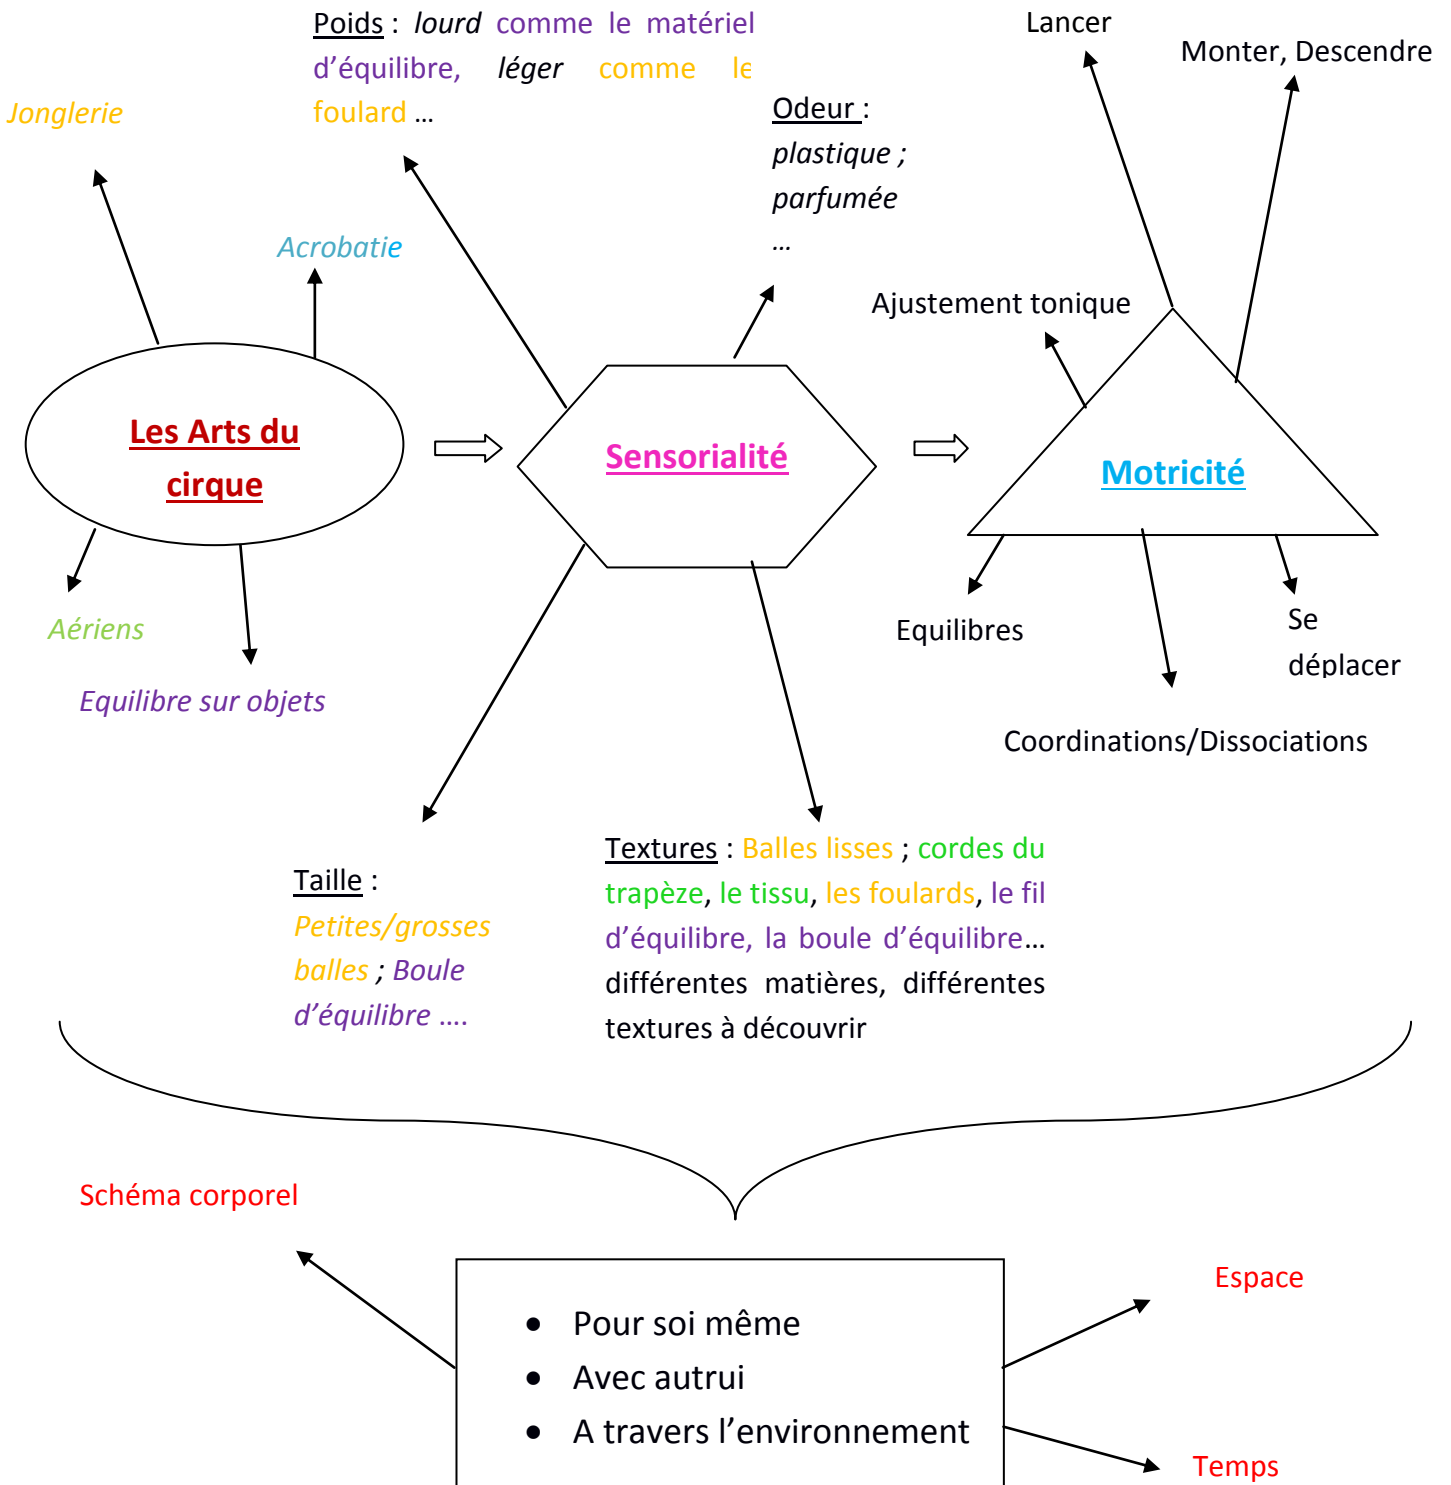 Poids : lourd comme le matériel
d’équilibre, léger comme le
foulard ...
Lancer
Monter, Descendre
Jonglerie
Odeur :
plastique ;
parfumée
...
Acrobatie
Ajustement tonique
Les Arts du
cirque
Sensorialité
Motricité
Aériens
Equilibre sur objets
Equilibres
Se
déplacer
Coordinations/Dissociations
Taille :
Petites/grosses
balles ; Boule
d’équilibre ....
Textures : Balles lisses ; cordes du
trapèze, le tissu, les foulards, le fil
d’équilibre, la boule d’équilibre...
différentes matières, différentes
textures à découvrir
Schéma corporel
Espace
• Pour soi même
• Avec autrui
• A travers l’environnement
Temps